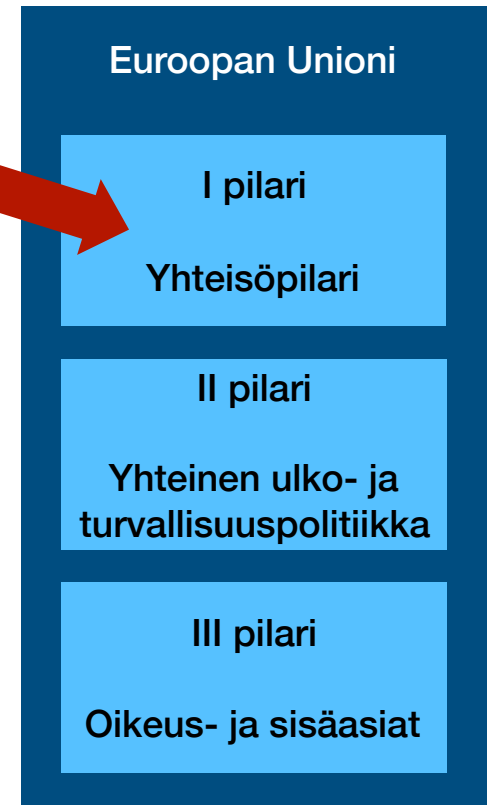 Euroopan Unioni
I pilari
Yhteisöpilari
II pilari
Yhteinen ulko- ja
turvallisuuspolitiikka
III pilari
Oikeus- ja sisäasiat